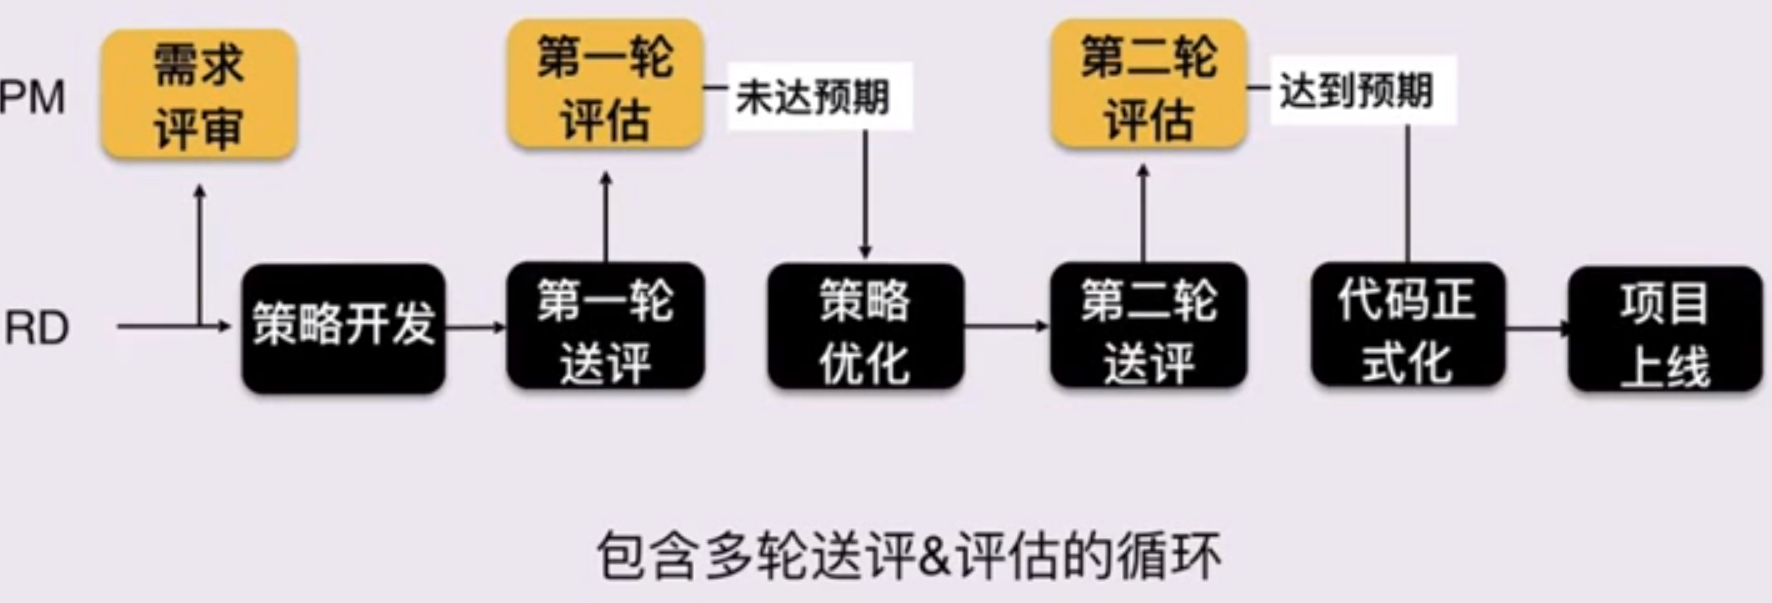 PM
需求
评审
第一轮
评估
未达预期
第二轮
评估
达到预期
RD
策略开发
第一轮
送评
策略
优化
第二轮
送评
代码正
式化
项目
上线
包含多轮送评&评估的循环